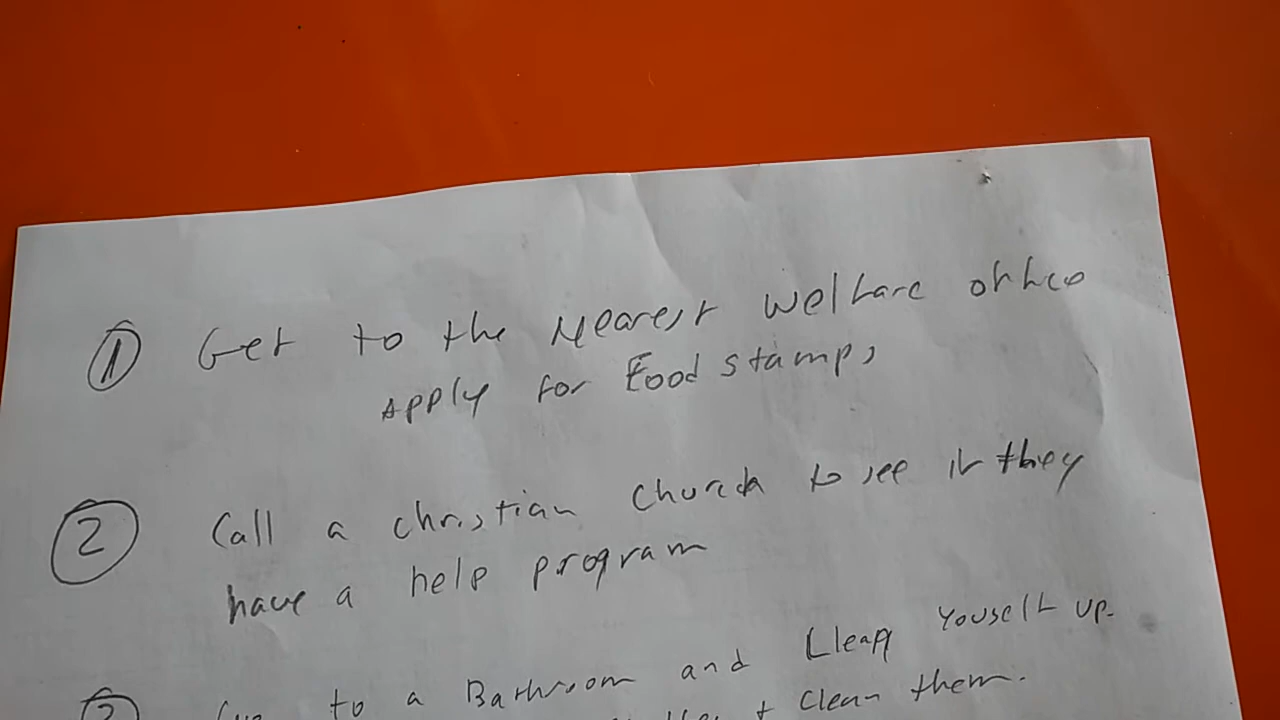 1 Get to the Nearest Welfare office
Apply for Food stamps
2 Call a christian church to see if they
have a help program
to a Bathroom and Clean Youself up.
+ Clean them.